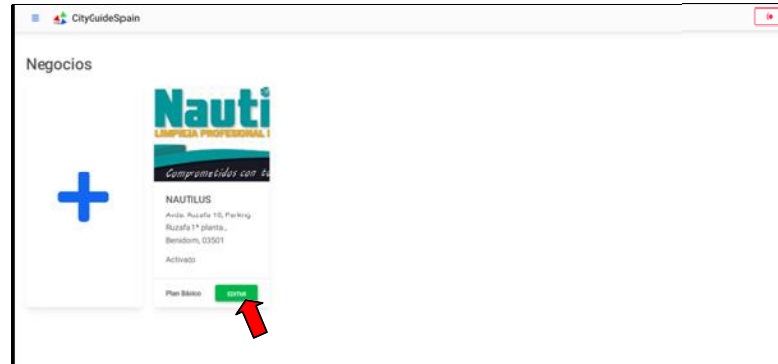 CityGuideSpain
Negocios
Nauti
LIMPIEJA PROFESIONAL
Comprometidos con tu
NAUTILUS
Avda. Ruzafa 10, Parking
Ruzafa 1ª planta.,
Benidorm, 03501
Activado
Plan Básico
EDITAR